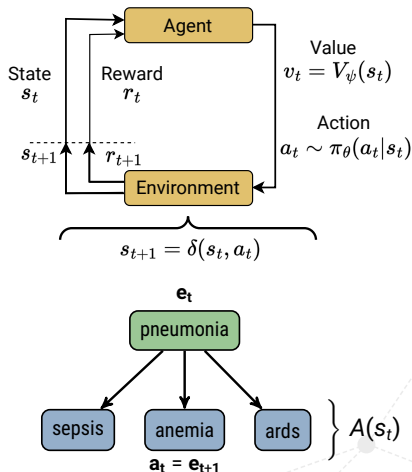 Agent
State
s_t
Reward
r_t
Value
v_t = V_ψ(s_t)
Action
a_t ∼ π_θ(a_t|s_t)
s_{t+1}
r_{t+1}
Environment
s_{t+1} = δ(s_t, a_t)
e_t
pneumonia
sepsis
anemia
ards
A(s_t)
a_t = e_{t+1}